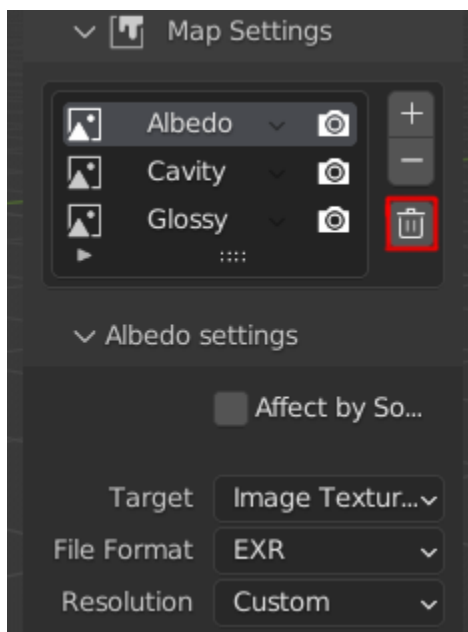 Map Settings
Albedo
Cavity
Glossy
Albedo settings
Affect by So...
Target Image Textur...
File Format EXR
Resolution Custom